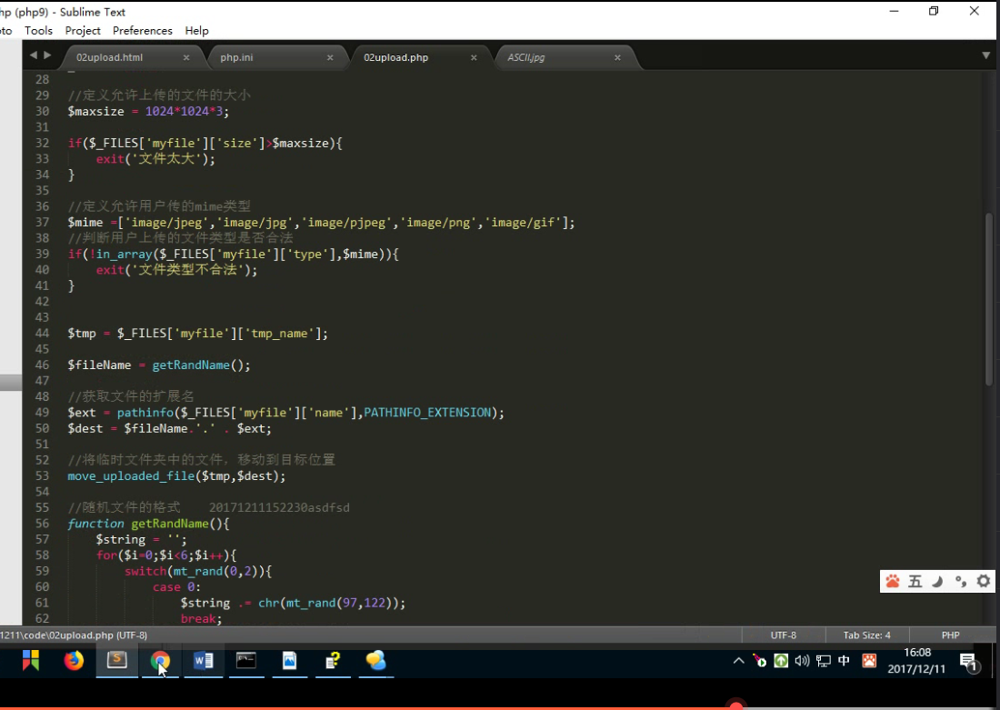 hp (php9) - Sublime Text
oto Tools Project Preferences Help
02upload.html × php.ini × 02upload.php × ASCII.jpg ×
28
29 //定义允许上传的文件的大小
30 $maxsize = 1024*1024*3;
31
32 if($_FILES['myfile']['size']>$maxsize){
33 exit('文件太大');
34 }
35
36 //定义允许用户传的mime类型
37 $mime =['image/jpeg','image/jpg','image/pjpeg','image/png','image/gif'];
38 //判断用户上传的文件类型是否合法
39 if(!in_array($_FILES['myfile']['type'],$mime)){
40 exit('文件类型不合法');
41 }
42
43
44 $tmp = $_FILES['myfile']['tmp_name'];
45
46 $fileName = getRandName();
47
48 //获取文件的扩展名
49 $ext = pathinfo($_FILES['myfile']['name'],PATHINFO_EXTENSION);
50 $dest = $fileName.'.' . $ext;
51
52 //将临时文件夹中的文件，移动到目标位置
53 move_uploaded_file($tmp,$dest);
54
55 //随机文件的格式 20171211152230asdfsd
56 function getRandName(){
57 $string = '';
58 for($i=0;$i<6;$i++){
59 switch(mt_rand(0,2)){
60 case 0:
61 $string .= chr(mt_rand(97,122));
62 break;
五
1211\code\02upload.php (UTF-8) UTF-8 Tab Size: 4 PHP
中 16:08
2017/12/11 1